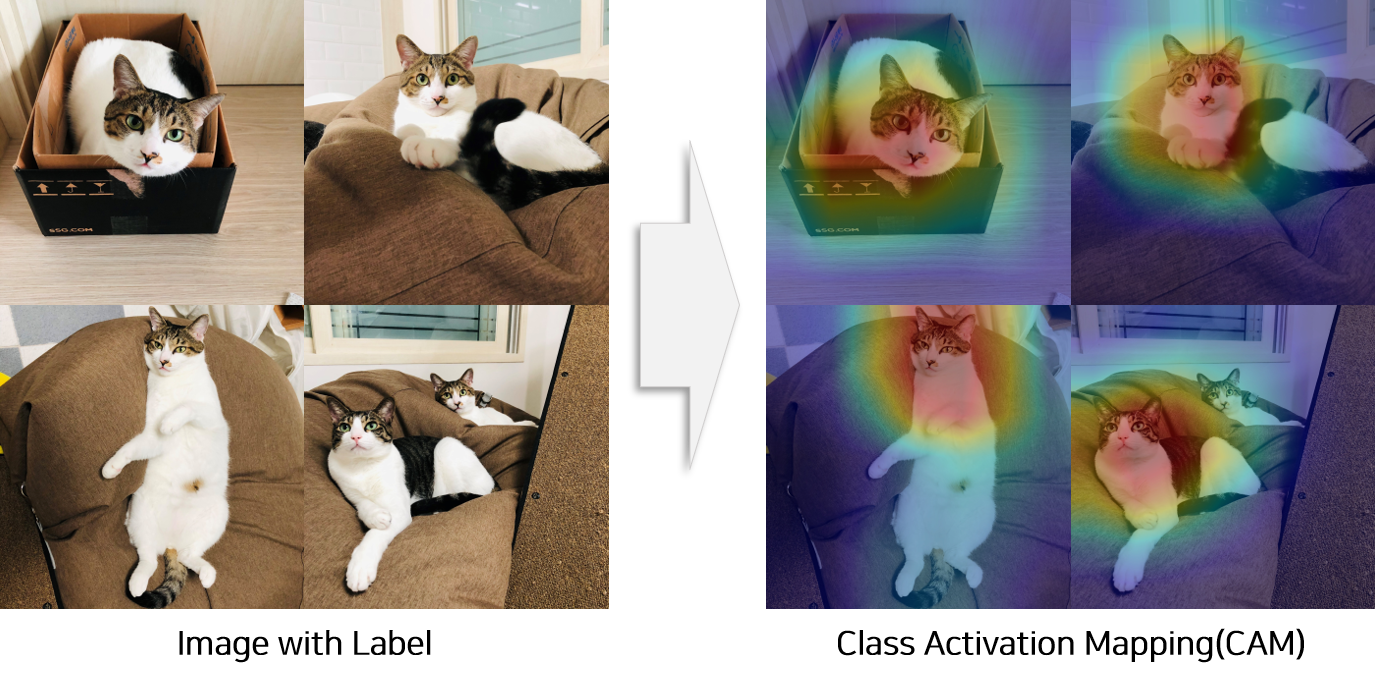 SSG.COM
SSG.COM
Image with Label
Class Activation Mapping(CAM)